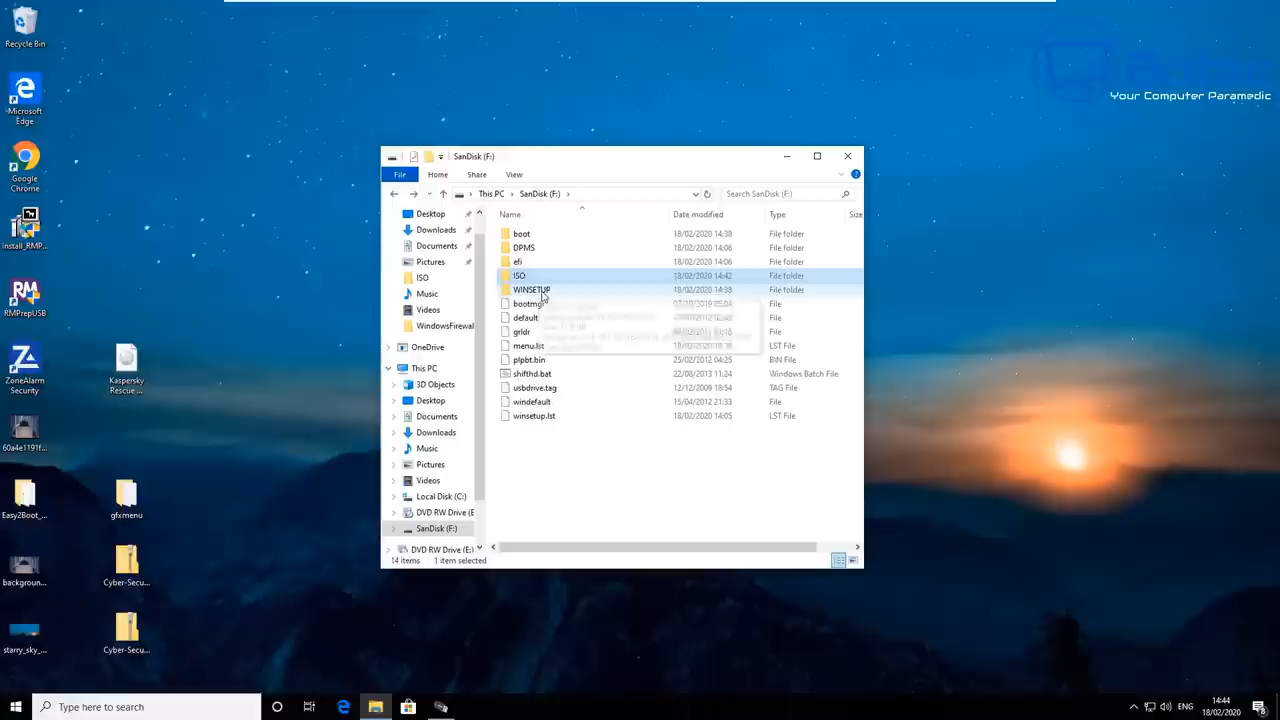 Recycle Bin
Microsoft
Edge
Google
Chrome
Install_RMP...
RMPrepUSB
ZoneAlarm
Security
60a4e1191f...
Easy2Boot_...
background...
starry_sky_...
Kaspersky
Rescue ...
gfxmenu
Cyber-Secu...
Cyber-Secu...
Your Computer Paramedic
SanDisk (F:)
File Home Share View
This PC > SanDisk (F:) >
Search SanDisk (F:)
Desktop
Downloads
Documents
Pictures
ISO
Music
Videos
WindowsFirewal
OneDrive
This PC
3D Objects
Desktop
Documents
Downloads
Music
Pictures
Videos
Local Disk (C:)
DVD RW Drive (E
SanDisk (F:)
DVD RW Drive (E:)
Name Date modified Type Size
boot 18/02/2020 14:38 File folder
DPMS 18/02/2020 14:06 File folder
efi 18/02/2020 14:06 File folder
ISO 18/02/2020 14:42 File folder
WINSETUP 18/02/2020 14:38 File folder
bootmgr File
default File
grldr File
menu.lst LST File
plpbt.bin 25/02/2012 04:25 BIN File
shifthd.bat 22/08/2013 11:24 Windows Batch File
usbdrive.tag 12/12/2009 18:54 TAG File
windefault 15/04/2012 21:33 File
winsetup.lst 18/02/2020 14:05 LST File
14 items 1 item selected
Type here to search
ENG
14:44
18/02/2020